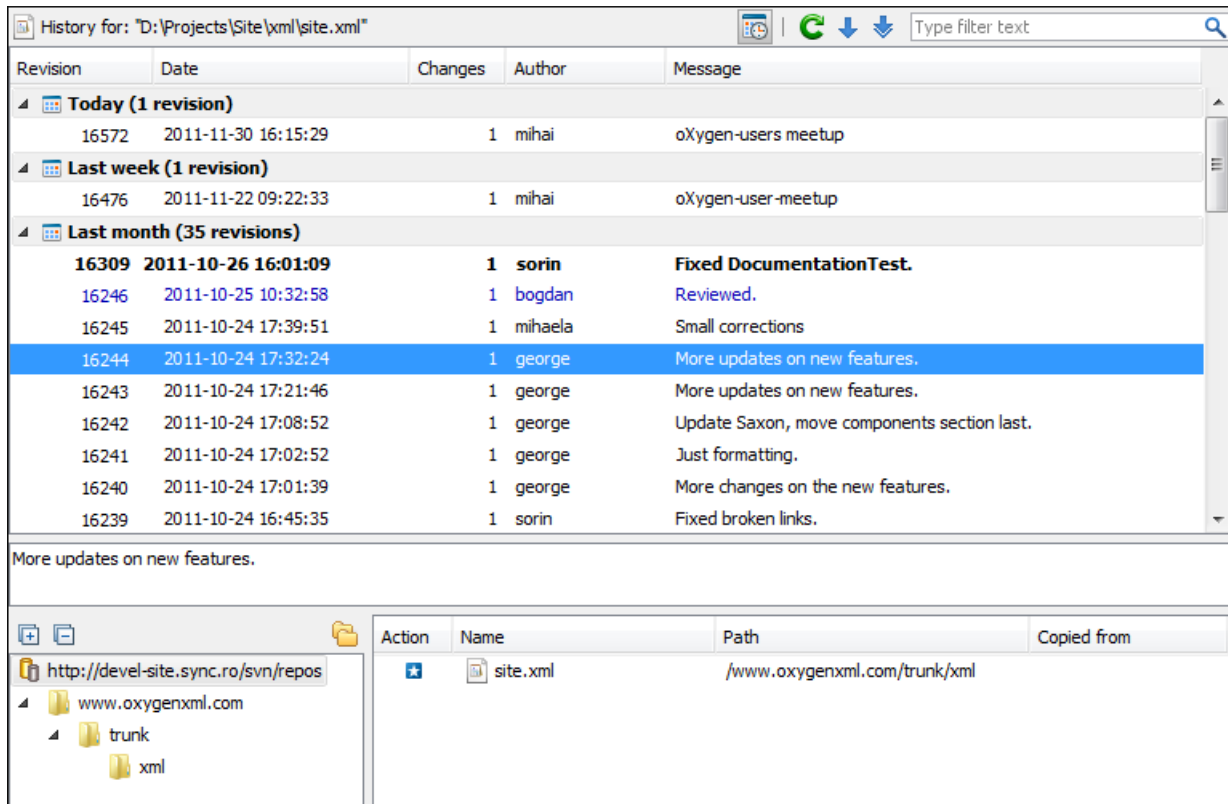 History for: "D:\Projects\Site\xml\site.xml" Type filter text
Revision Date Changes Author Message
Today (1 revision)
16572 2011-11-30 16:15:29 1 mihai oXygen-users meetup
Last week (1 revision)
16476 2011-11-22 09:22:33 1 mihai oXygen-user-meetup
Last month (35 revisions)
16309 2011-10-26 16:01:09 1 sorin Fixed DocumentationTest.
16246 2011-10-25 10:32:58 1 bogdan Reviewed.
16245 2011-10-24 17:39:51 1 mihaela Small corrections
16244 2011-10-24 17:32:24 1 george More updates on new features.
16243 2011-10-24 17:21:46 1 george More updates on new features.
16242 2011-10-24 17:08:52 1 george Update Saxon, move components section last.
16241 2011-10-24 17:02:52 1 george Just formatting.
16240 2011-10-24 17:01:39 1 george More changes on the new features.
16239 2011-10-24 16:45:35 1 sorin Fixed broken links.
More updates on new features.
http://devel-site.sync.ro/svn/repos
www.oxygenxml.com
trunk
xml
Action Name Path Copied from
site.xml /www.oxygenxml.com/trunk/xml